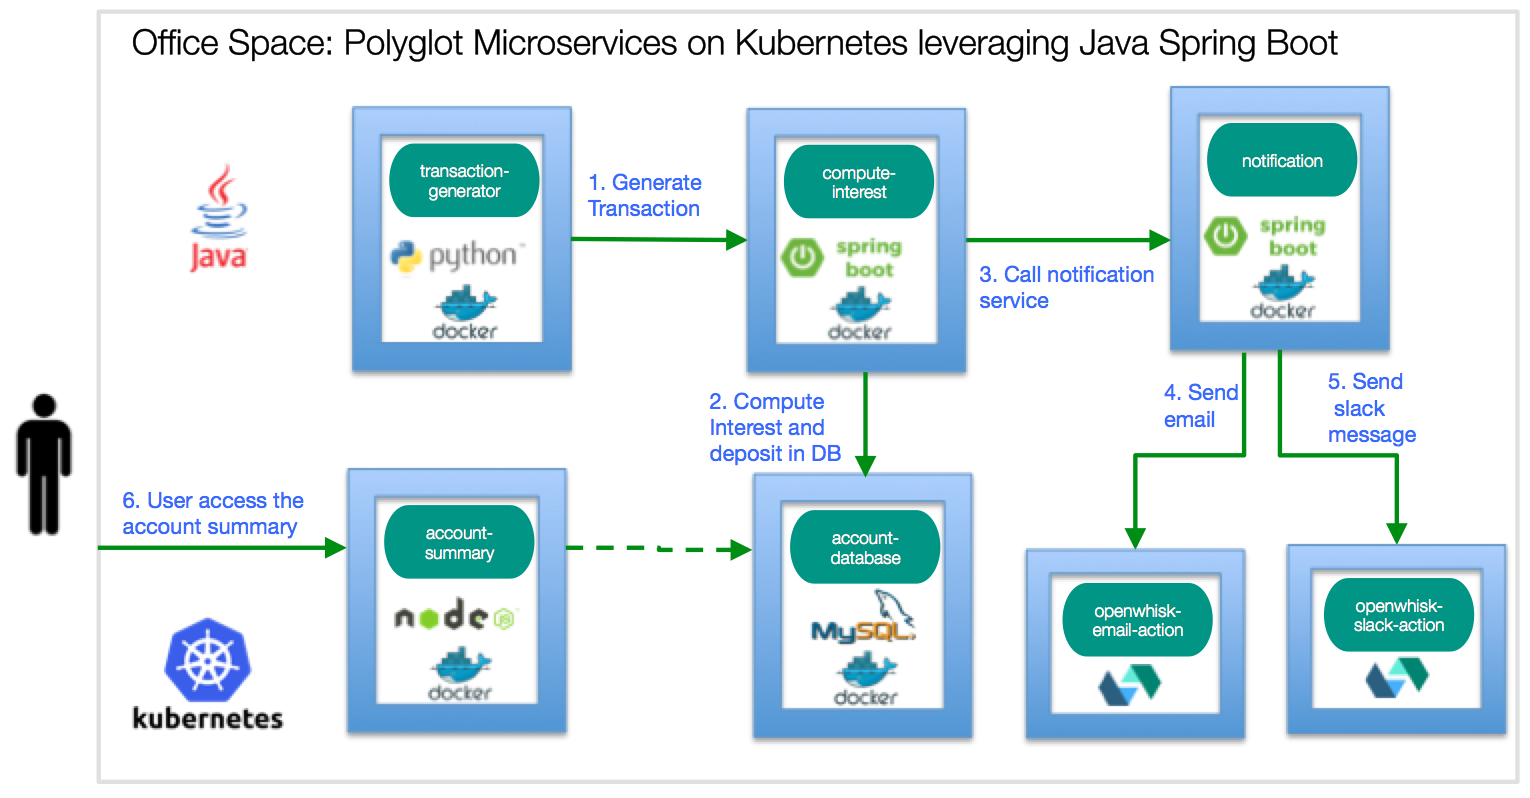 Office Space: Polyglot Microservices on Kubernetes leveraging Java Spring Boot
Java
transaction-
generator
python™
docker
1. Generate
Transaction
compute-
interest
spring
boot
docker
3. Call notification
service
notification
spring
boot
docker
2. Compute
Interest and
deposit in DB
4. Send
email
5. Send
slack
message
6. User access the
account summary
account-
summary
node
JS
docker
account-
database
MySQL
docker
openwhisk-
email-action
openwhisk-
slack-action
kubernetes